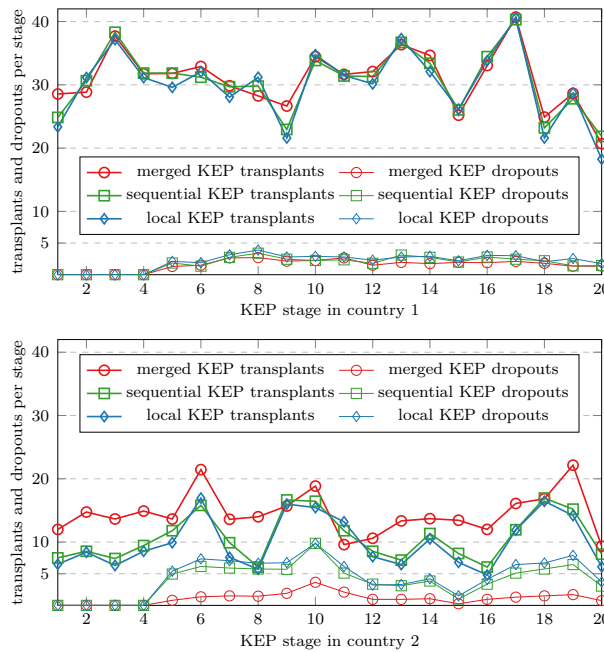 transplants and dropouts per stage
40
30
20
10
5
merged KEP transplants merged KEP dropouts
sequential KEP transplants sequential KEP dropouts
local KEP transplants local KEP dropouts
2 4 6 8 10 12 14 16 18 20
KEP stage in country 1
transplants and dropouts per stage
40
30
20
10
5
merged KEP transplants merged KEP dropouts
sequential KEP transplants sequential KEP dropouts
local KEP transplants local KEP dropouts
2 4 6 8 10 12 14 16 18 20
KEP stage in country 2